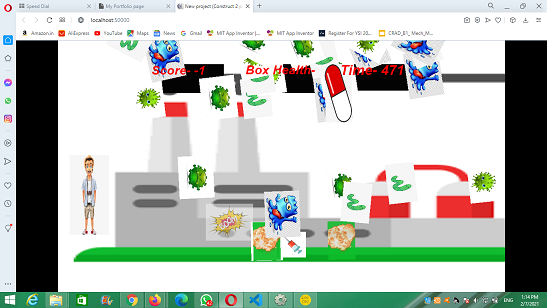 Speed Dial
My Portfolio page
New project (Construct 2
localhost:50000
Amazon.in
AliExpress
YouTube
Maps
News
Gmail
MIT App Inventor
MIT App Inventor
Register For YSI 20...
CRAD_B1_Mech_M...
Score- -1
Box Health-
Time- 471
ENG
1:14 PM
2/7/2021